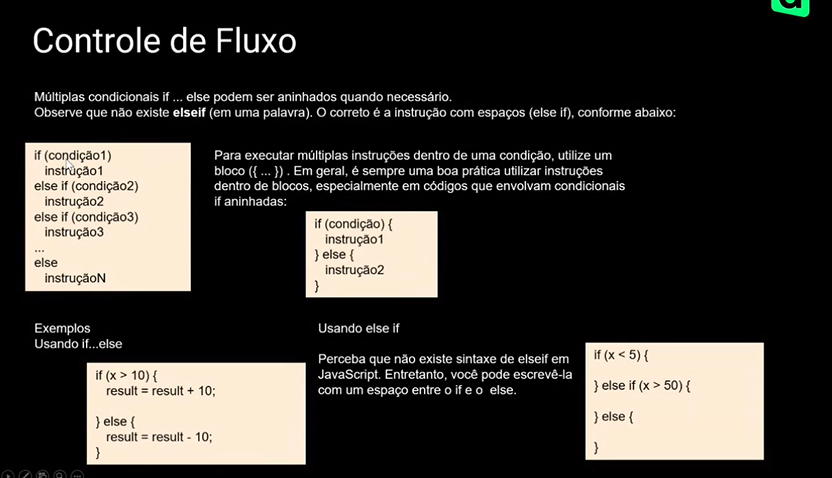 Controle de Fluxo
Múltiplas condicionais if ... else podem ser aninhados quando necessário.
Observe que não existe elseif (em uma palavra). O correto é a instrução com espaços (else if), conforme abaixo:
if (condição1)
instrução1
else if (condição2)
instrução2
else if (condição3)
instrução3
...
else
instruçãoN
Para executar múltiplas instruções dentro de uma condição, utilize um
bloco ({ ... }) . Em geral, é sempre uma boa prática utilizar instruções
dentro de blocos, especialmente em códigos que envolvam condicionais
if aninhadas:
if (condição) {
instrução1
} else {
instrução2
}
Exemplos
Usando if...else
if (x > 10) {
result = result + 10;
} else {
result = result - 10;
}
Usando else if
Perceba que não existe sintaxe de elseif em
JavaScript. Entretanto, você pode escrevê-la
com um espaço entre o if e o else.
if (x < 5) {
} else if (x > 50) {
} else {
}